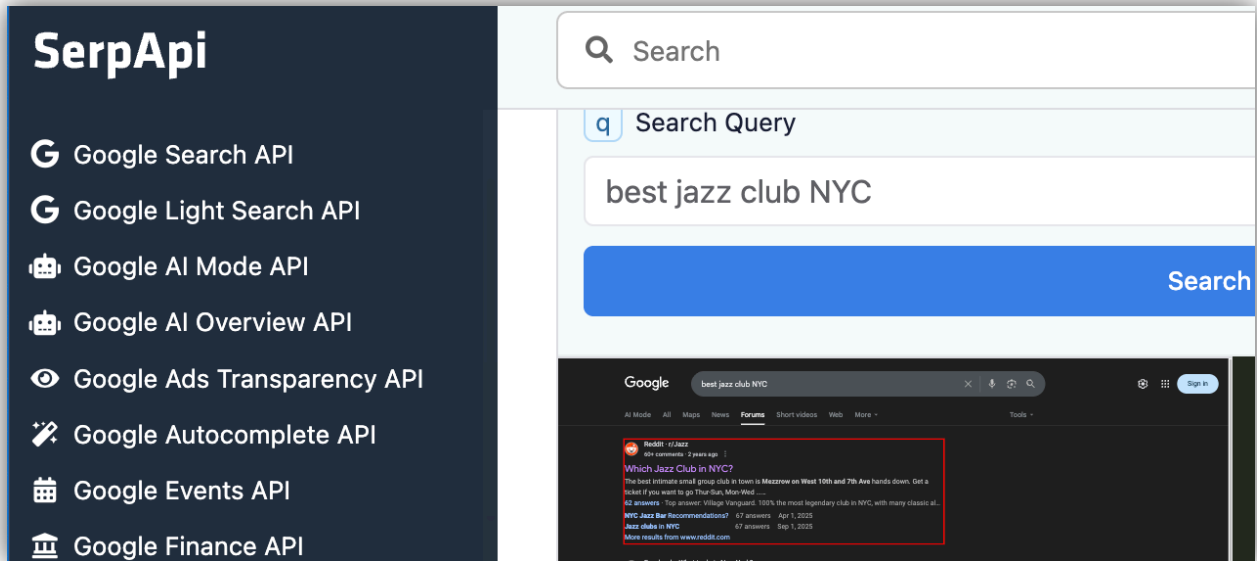 SerpApi
Google Search API
Google Light Search API
Google AI Mode API
Google AI Overview API
Google Ads Transparency API
Google Autocomplete API
Google Events API
Google Finance API
Search
q Search Query
best jazz club NYC
Search
Google best jazz club NYC Sign in
AI Mode All Maps News Forums Short videos Web More Tools
Reddit · r/Jazz
60+ comments · 2 years ago
Which Jazz Club in NYC?
The best intimate small group club in town is Mezzrow on West 10th and 7th Ave hands down. Get a
ticket if you want to go Thur-Sun, Mon-Wed ......
62 answers · Top answer: Village Vanguard. 100% the most legendary club in NYC, with many classic al...
NYC Jazz Bar Recommendations? 67 answers Apr 1, 2025
Jazz clubs in NYC 67 answers Sep 1, 2025
More results from www.reddit.com